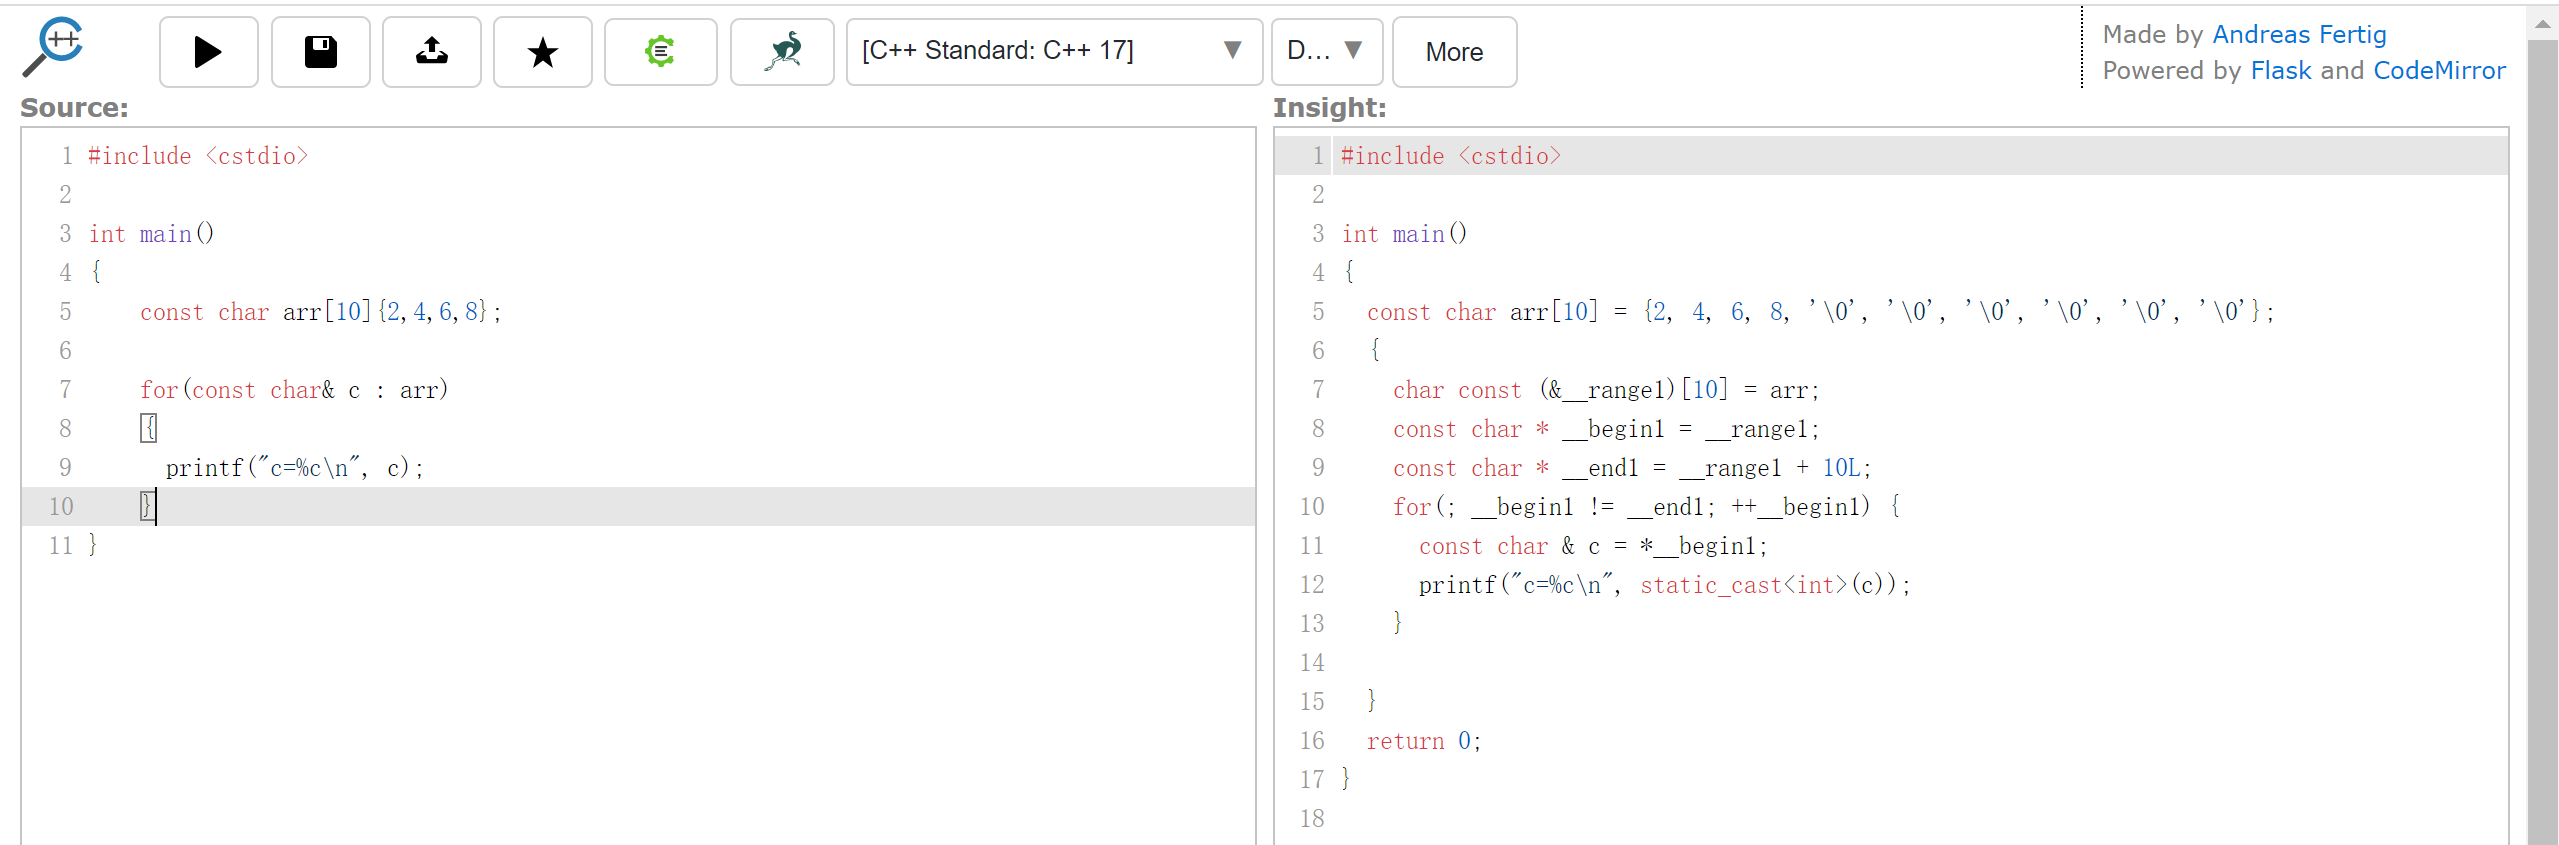 ++
[C++ Standard: C++ 17] ▼
D... ▼
More
Made by Andreas Fertig
Powered by Flask and CodeMirror
Source:
1 #include <cstdio>
2
3 int main()
4 {
5     const char arr[10]{2,4,6,8};
6
7     for(const char& c : arr)
8     {
9       printf("c=%c\n", c);
10     }
11 }
Insight:
1 #include <cstdio>
2
3 int main()
4 {
5   const char arr[10] = {2, 4, 6, 8, '\0', '\0', '\0', '\0', '\0', '\0'};
6   {
7     char const (&__range1)[10] = arr;
8     const char * __begin1 = __range1;
9     const char * __end1 = __range1 + 10L;
10     for(; __begin1 != __end1; ++__begin1) {
11       const char & c = *__begin1;
12       printf("c=%c\n", static_cast<int>(c));
13     }
14
15   }
16   return 0;
17 }
18